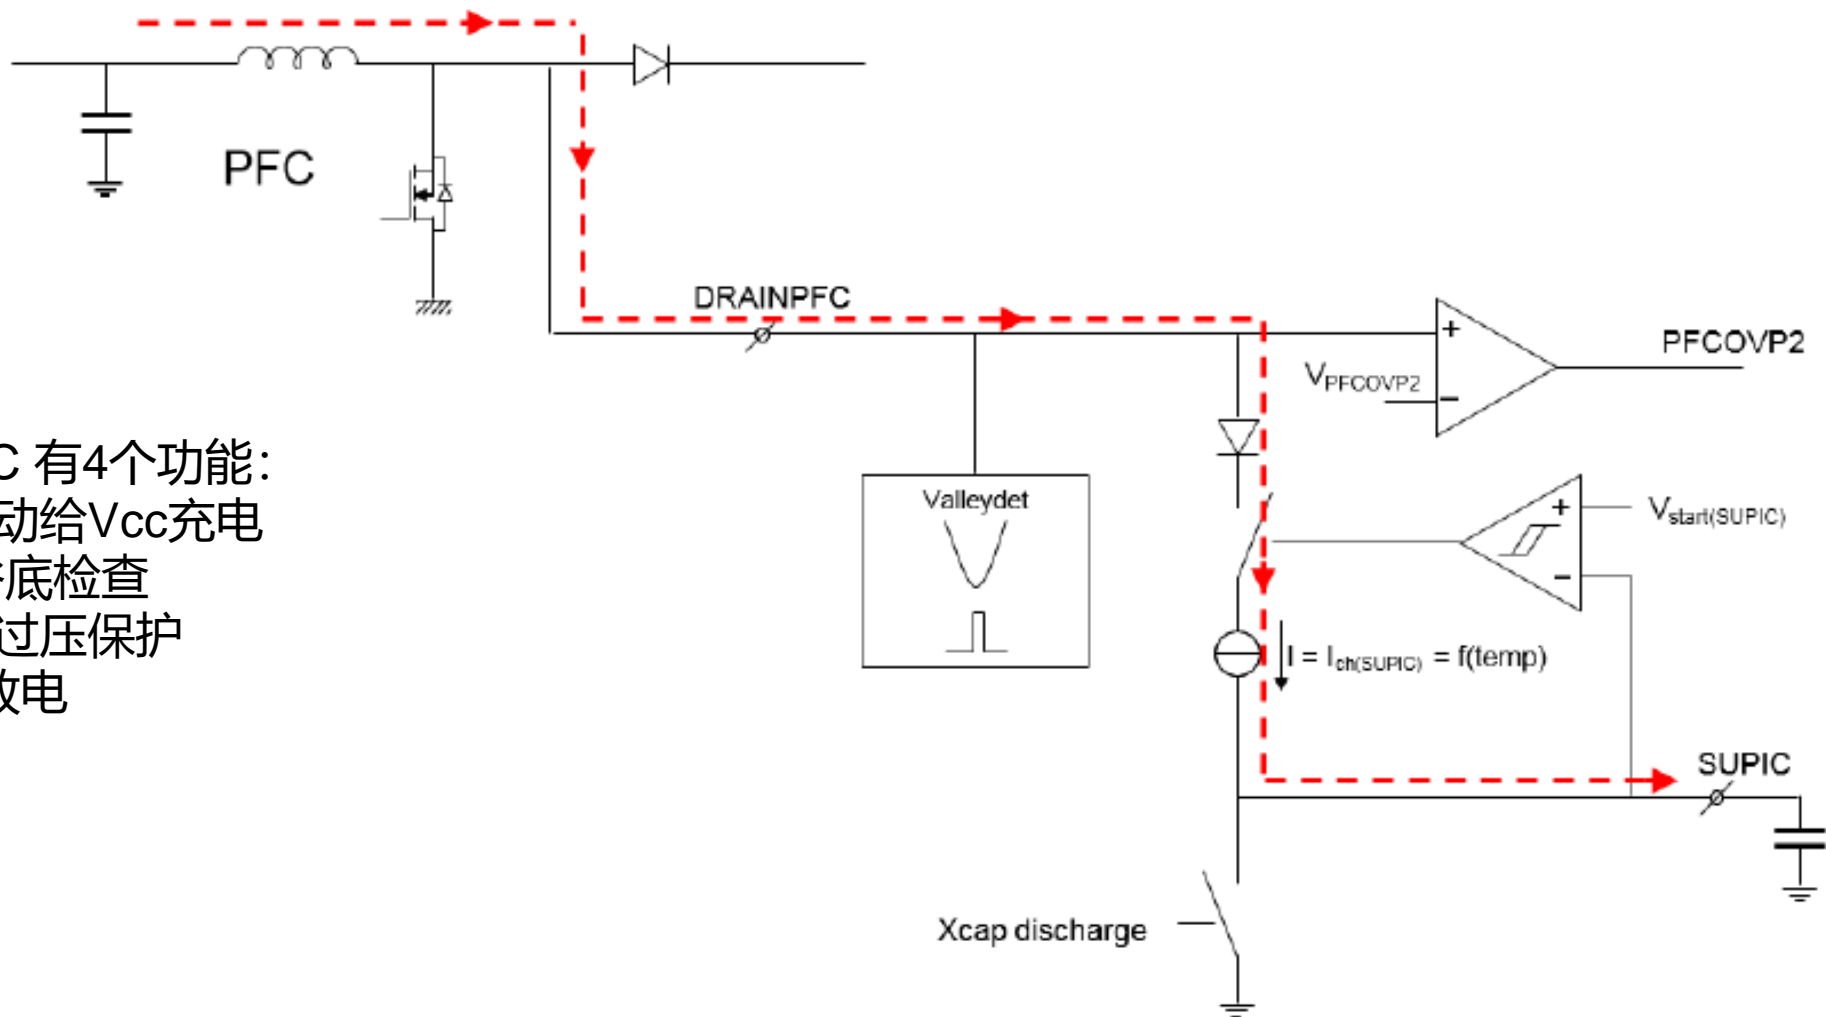 PFC
DRAINPFC
PFCOVP2
VPFCOVP2
+
−
C 有4个功能：
动给Vcc充电
底检查
过压保护
放电
Valleydet
+
−
Vstart(SUPIC)
I = Ich(SUPIC) = f(temp)
SUPIC
Xcap discharge